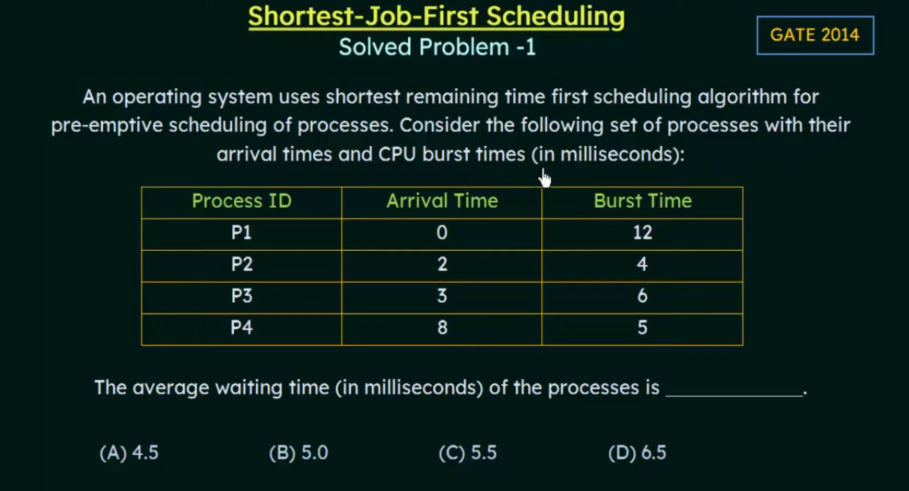 Shortest-Job-First Scheduling
Solved Problem -1
GATE 2014
An operating system uses shortest remaining time first scheduling algorithm for
pre-emptive scheduling of processes. Consider the following set of processes with their
arrival times and CPU burst times (in milliseconds):
Process ID Arrival Time Burst Time
P1 0 12
P2 2 4
P3 3 6
P4 8 5
The average waiting time (in milliseconds) of the processes is ____________.
(A) 4.5 (B) 5.0 (C) 5.5 (D) 6.5